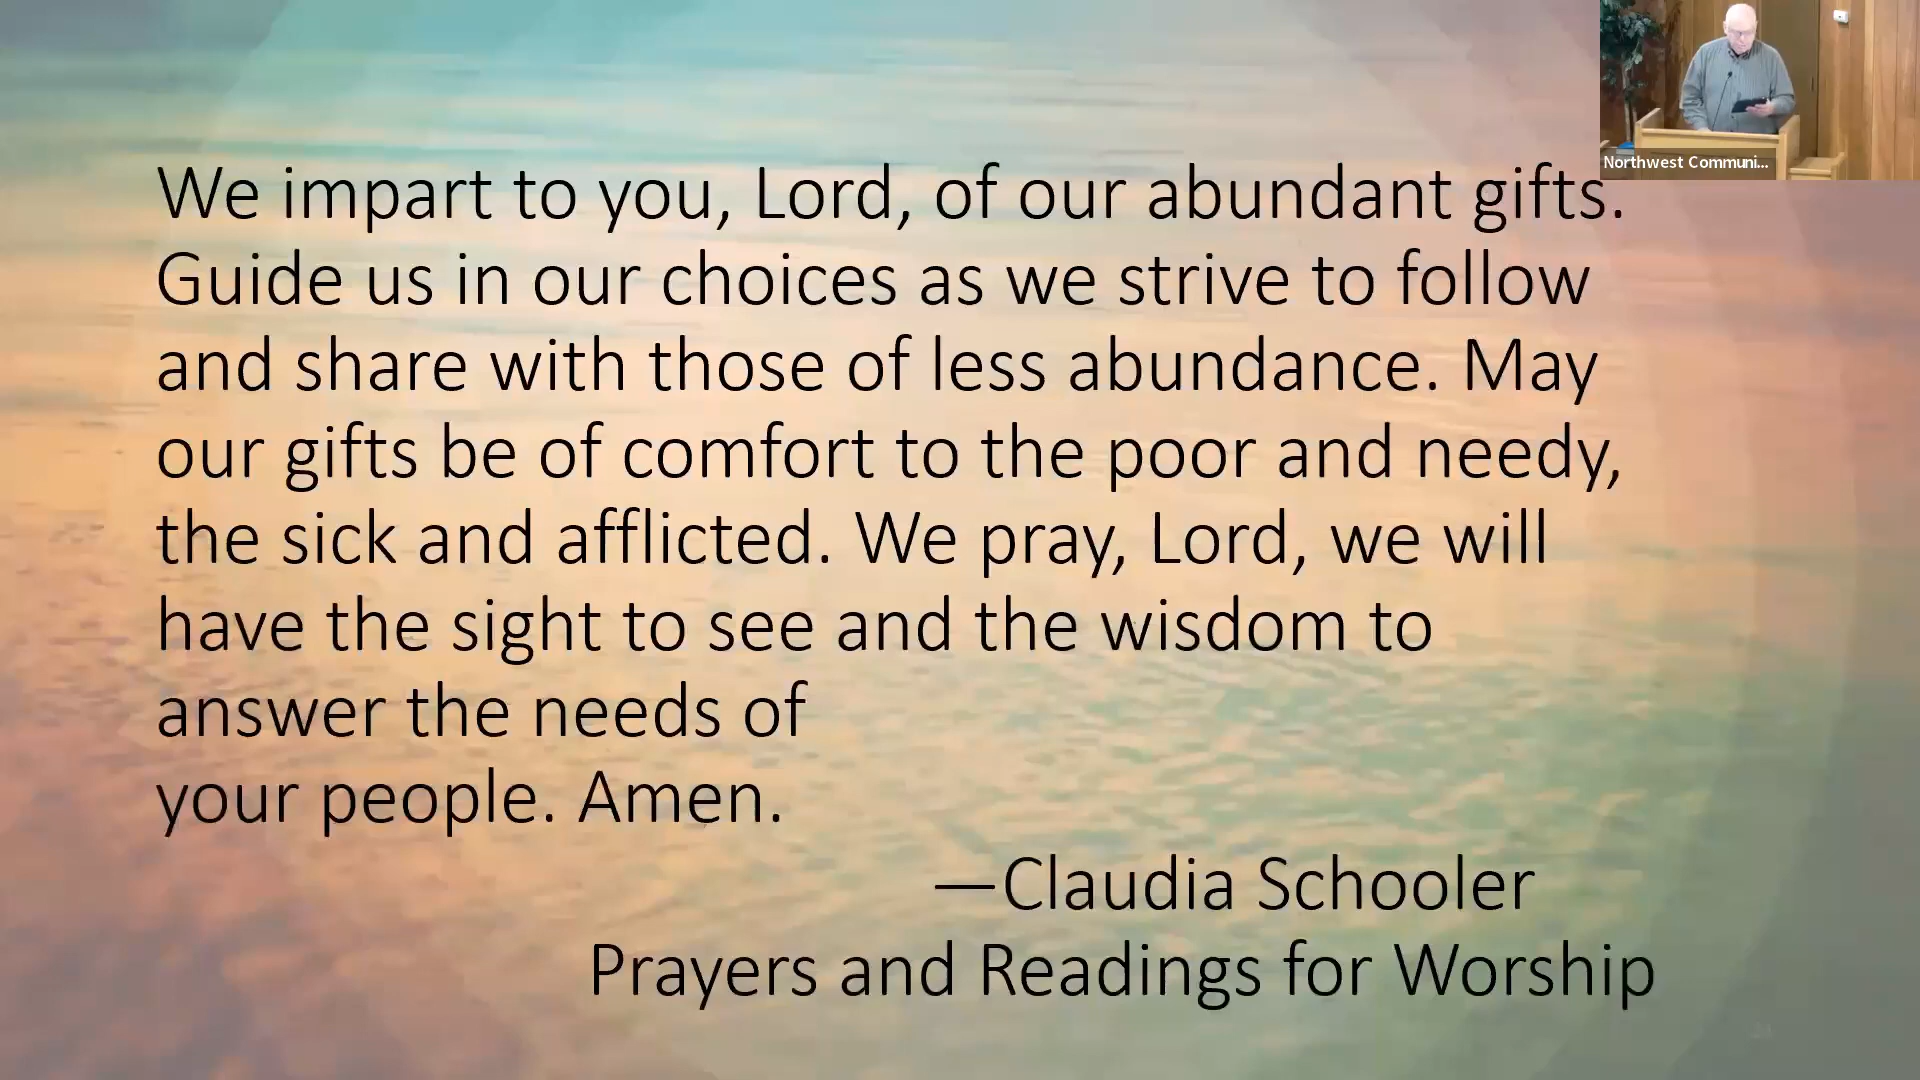 Northwest Communi...
We impart to you, Lord, of our abundant gifts.
Guide us in our choices as we strive to follow
and share with those of less abundance. May
our gifts be of comfort to the poor and needy,
the sick and afflicted. We pray, Lord, we will
have the sight to see and the wisdom to
answer the needs of
your people. Amen.
—Claudia Schooler
Prayers and Readings for Worship